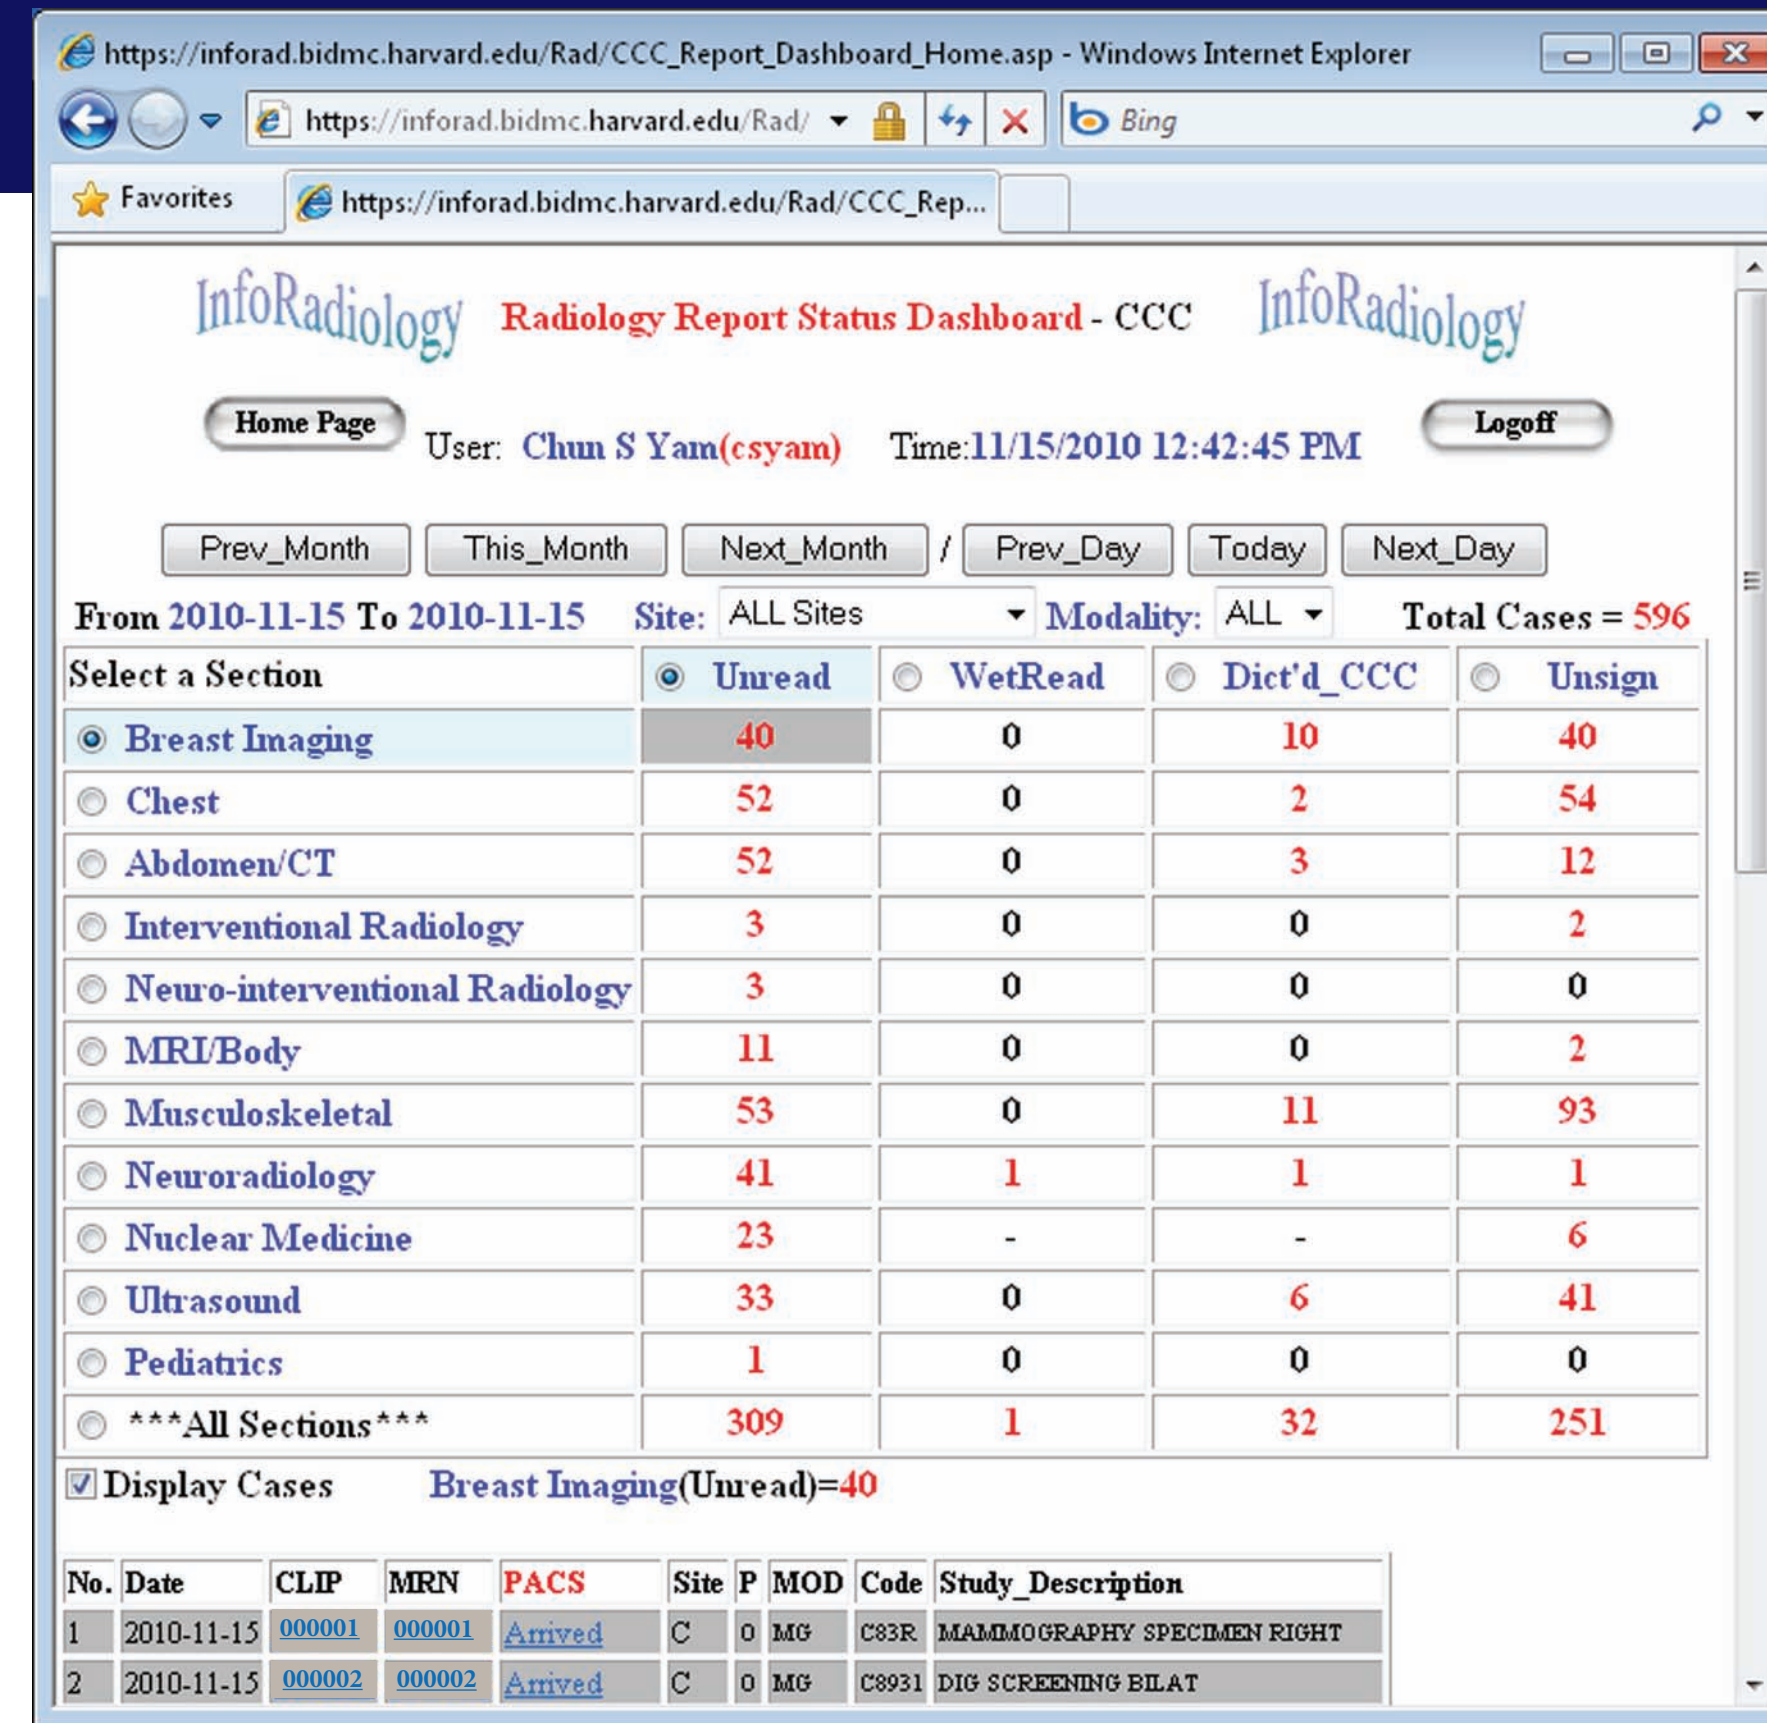 https://inforad.bidmc.harvard.edu/Rad/CCC_Report_Dashboard_Home.asp - Windows Internet Explorer
https://inforad.bidmc.harvard.edu/Rad/ Bing
Favorites https://inforad.bidmc.harvard.edu/Rad/CCC_Rep...
InfoRadiology Radiology Report Status Dashboard - CCC InfoRadiology
Home Page User: Chun S Yam(csyam) Time:11/15/2010 12:42:45 PM Logoff
Prev_Month This_Month Next_Month / Prev_Day Today Next_Day
From 2010-11-15 To 2010-11-15 Site: ALL Sites Modality: ALL Total Cases = 596
Select a Section Unread WetRead Dict'd_CCC Unsign
Breast Imaging 40 0 10 40
Chest 52 0 2 54
Abdomen/CT 52 0 3 12
Interventional Radiology 3 0 0 2
Neuro-interventional Radiology 3 0 0 0
MRI/Body 11 0 0 2
Musculoskeletal 53 0 11 93
Neuroradiology 41 1 1 1
Nuclear Medicine 23 - - 6
Ultrasound 33 0 6 41
Pediatrics 1 0 0 0
***All Sections*** 309 1 32 251
Display Cases Breast Imaging(Unread)=40
No. Date CLIP MRN PACS Site P MOD Code Study_Description
1 2010-11-15 000001 000001 Arrived C O MG C83R MAMMOGRAPHY SPECIMEN RIGHT
2 2010-11-15 000002 000002 Arrived C O MG C8931 DIG SCREENING BILAT